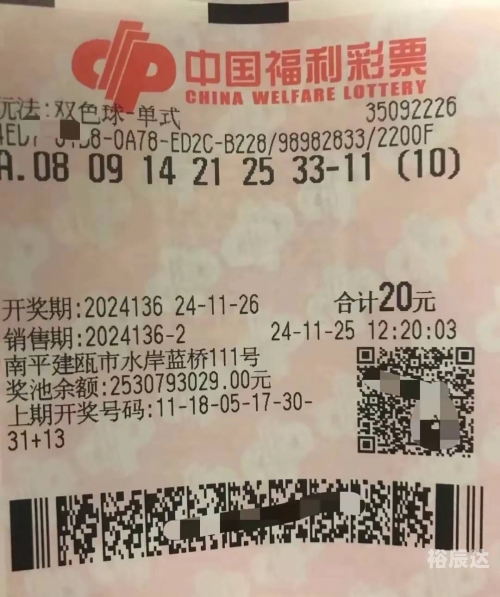 中国福利彩票
CHINA WELFARE LOTTERY
玩法:双色球-单式
35092226
8-0A78-ED2C-B228/98982833/2200F
A.08 09 14 21 25 33-11 (10)
开奖期:2024136 24-11-26 合计20元
销售期:2024136-2 24-11-25 12:20:03
南平建瓯市水岸蓝桥111号
奖池余额:2530793029.00元
上期开奖号码:11-18-05-17-30-
31+13
裕辰达